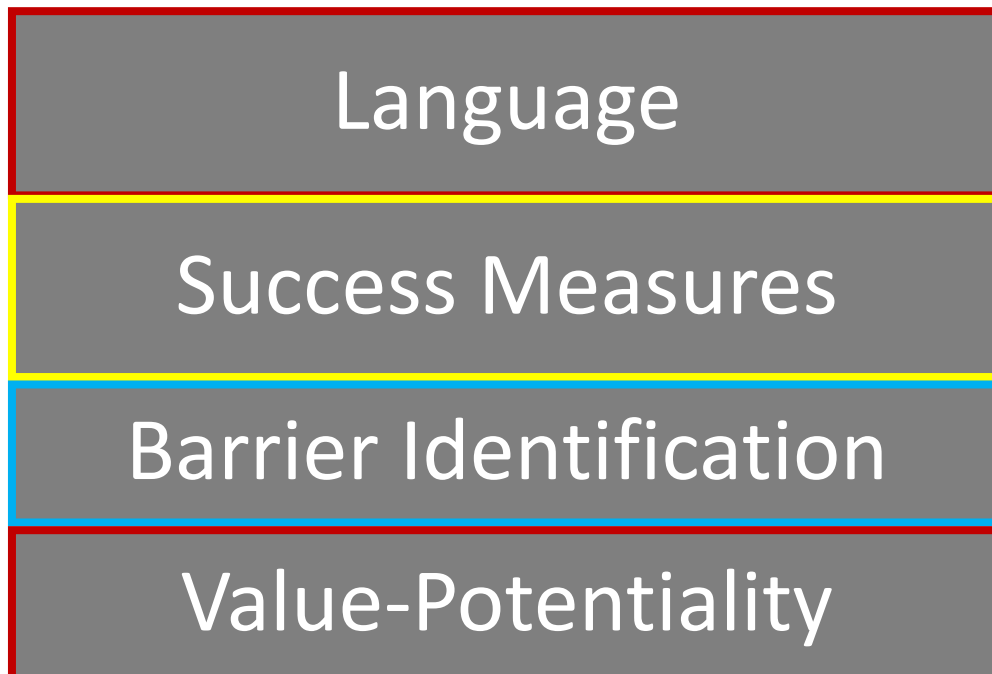 Language
Success Measures
Barrier Identification
Value-Potentiality